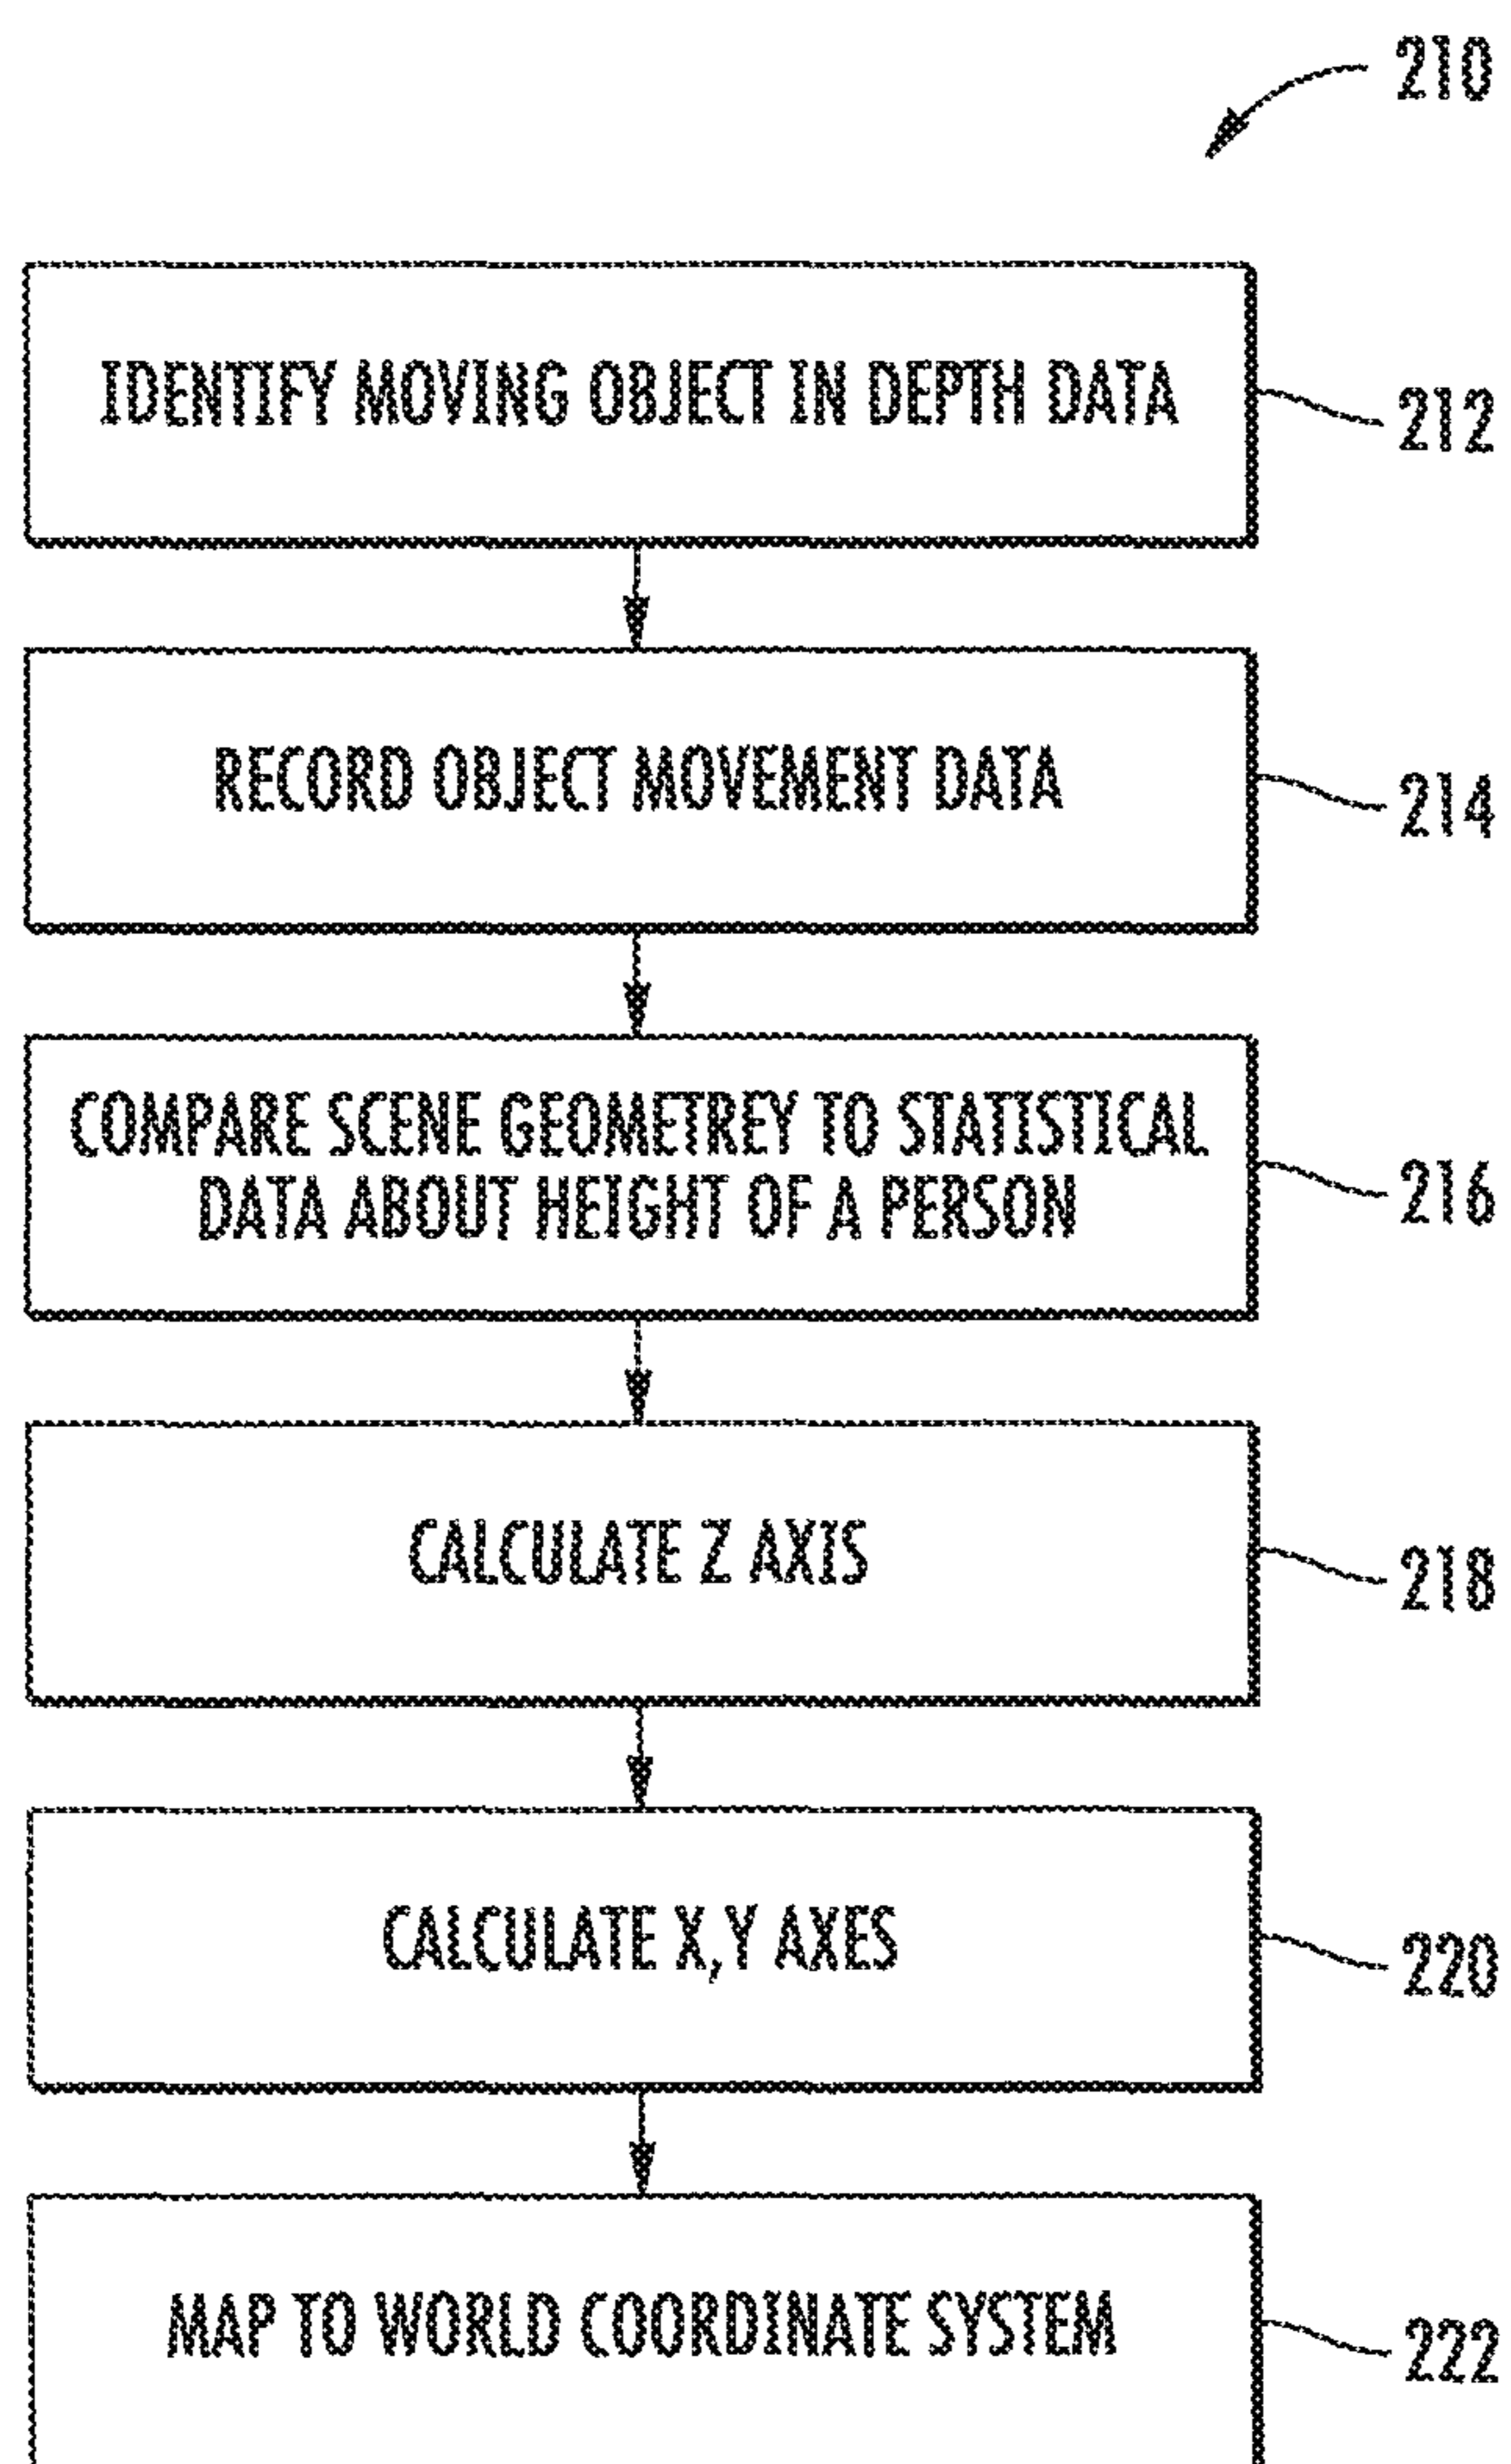 210
IDENTIFY MOVING OBJECT IN DEPTH DATA
212
RECORD OBJECT MOVEMENT DATA
214
COMPARE SCENE GEOMETREY TO STATISTICAL
DATA ABOUT HEIGHT OF A PERSON
216
CALCULATE Z AXIS
218
CALCULATE X,Y AXES
220
MAP TO WORLD COORDINATE SYSTEM
222